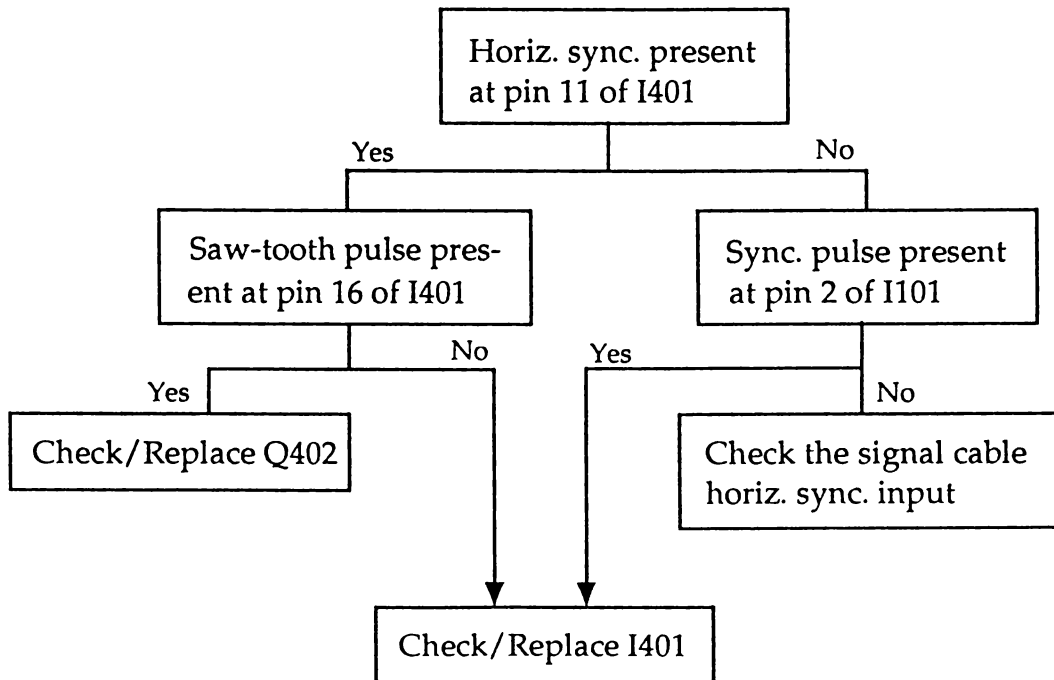 Horiz. sync. present
at pin 11 of I401
Yes
No
Saw-tooth pulse pres-
ent at pin 16 of I401
Sync. pulse present
at pin 2 of I101
No
Yes
Yes
No
Check/Replace Q402
Check the signal cable
horiz. sync. input
Check/Replace I401